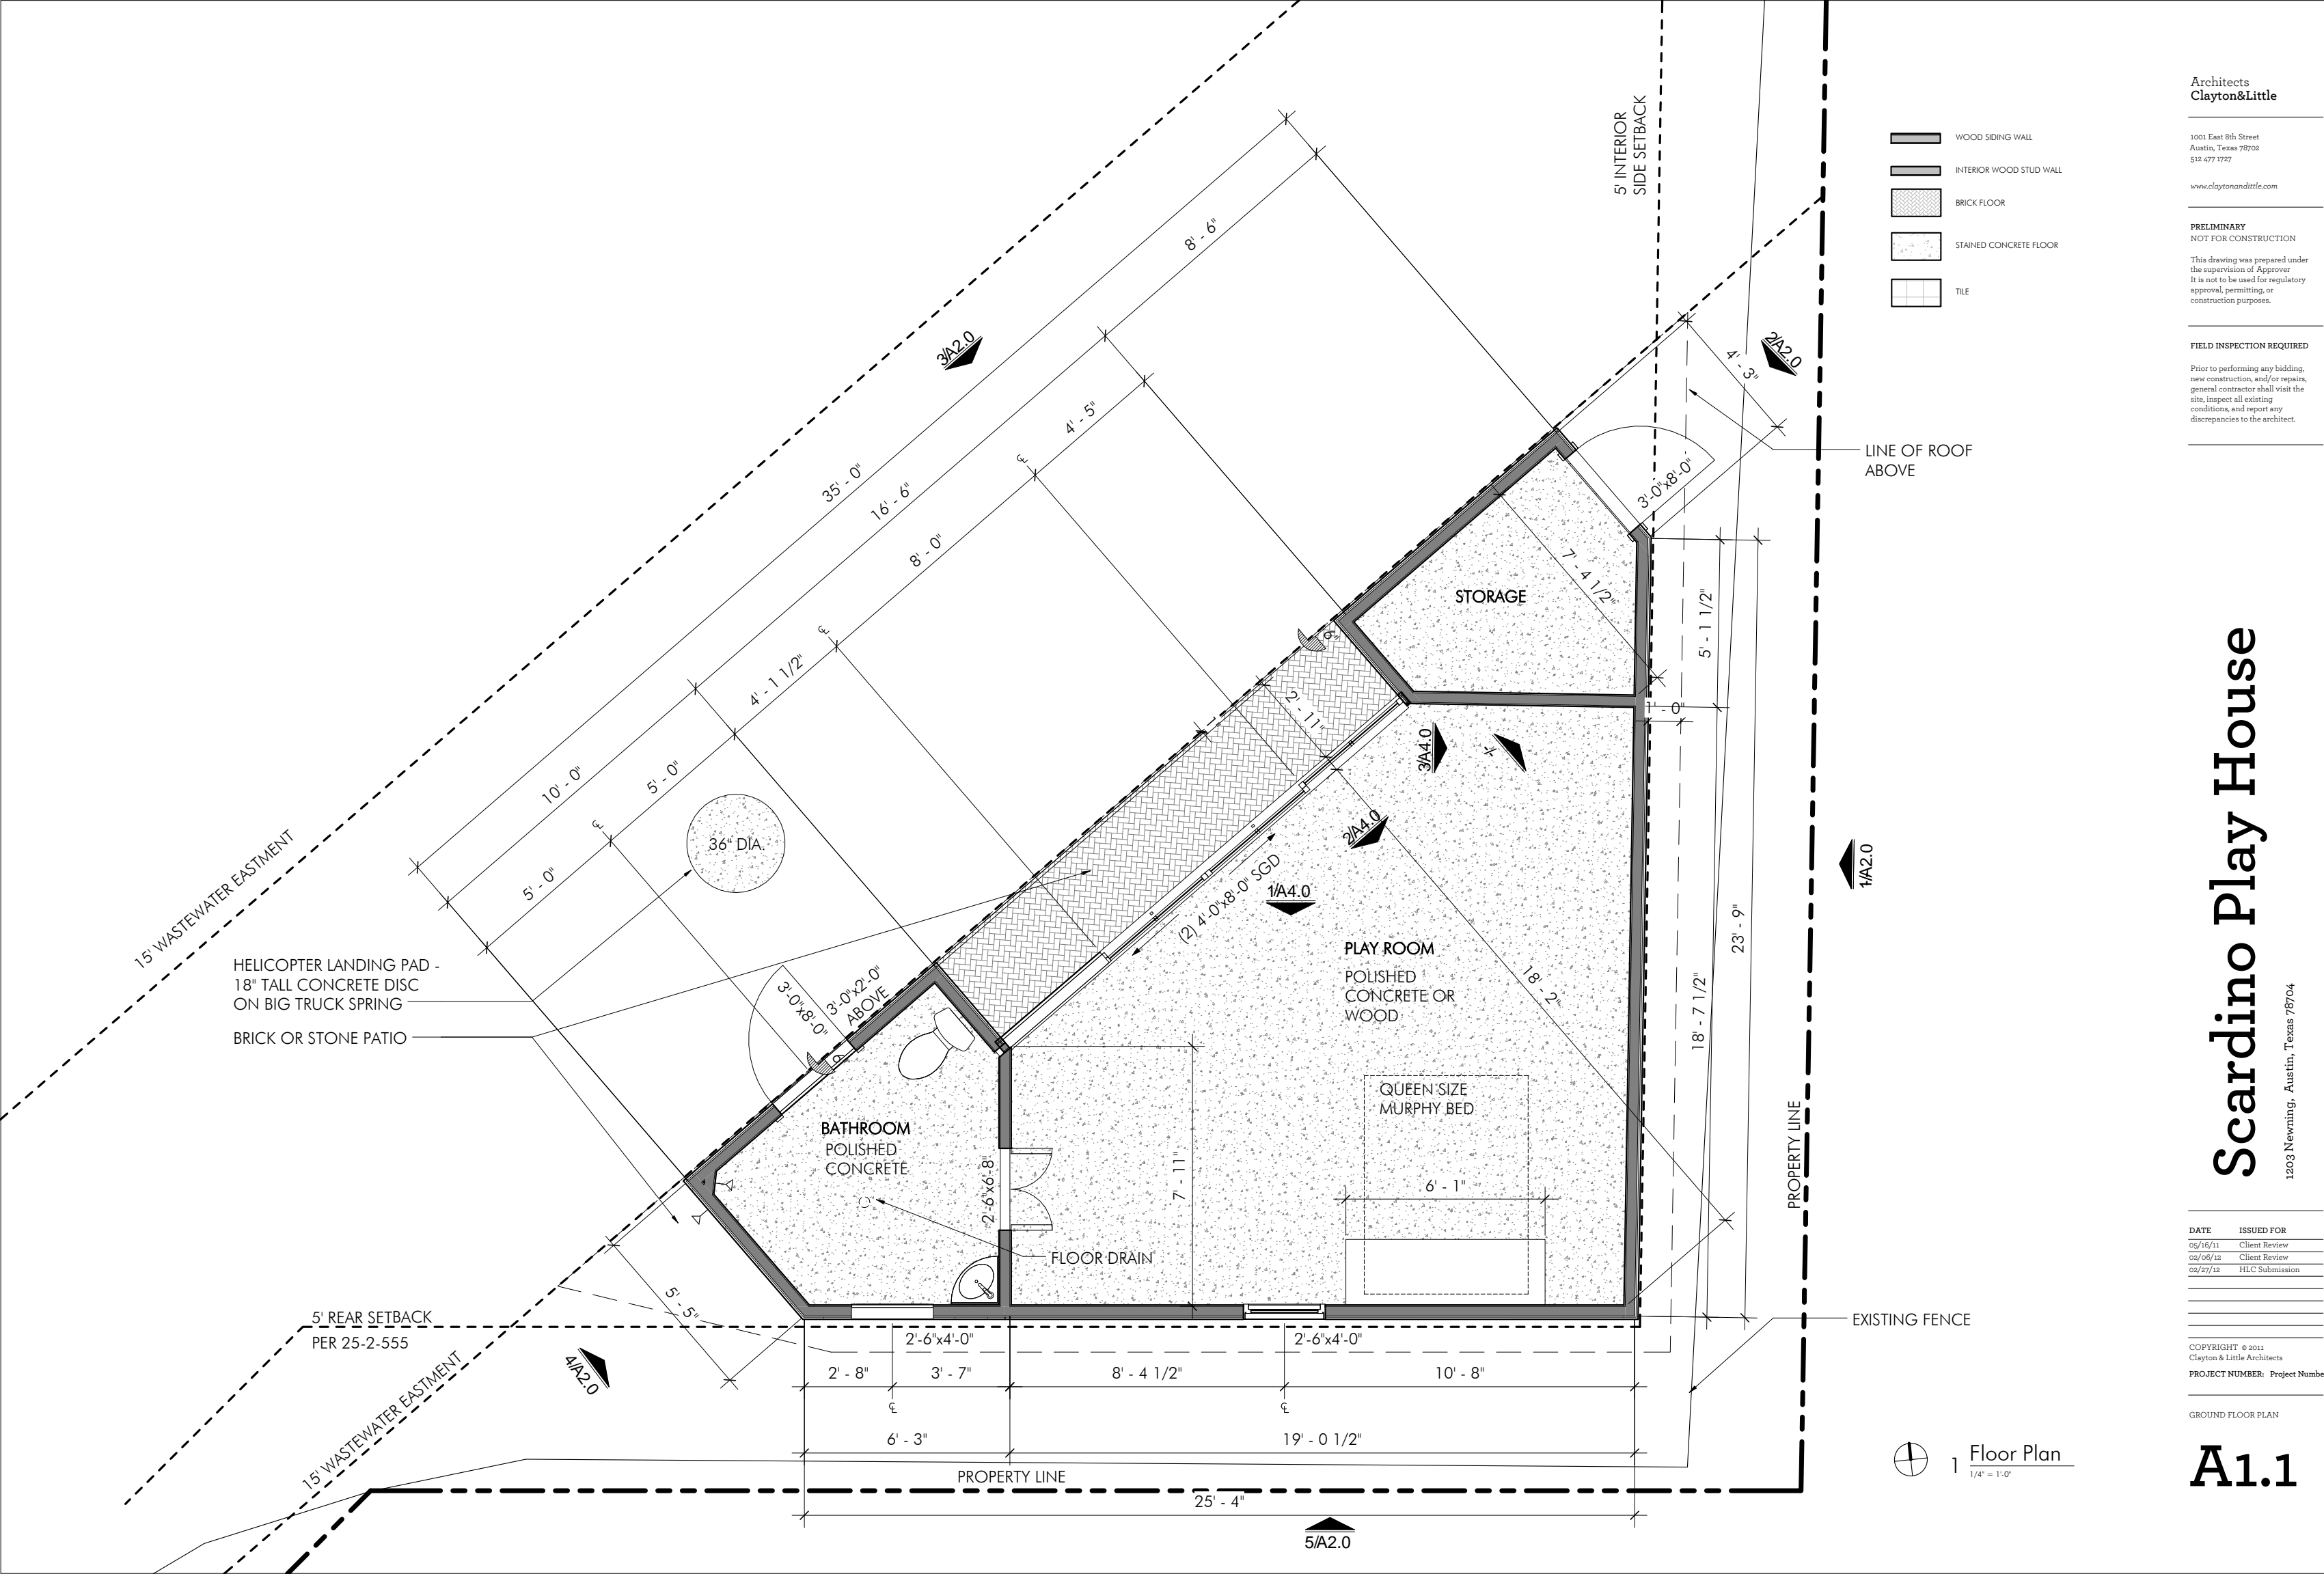 Architects
Clayton&Little
1001 East 8th Street
Austin, Texas 78702
512 477 1727
www.claytonandlittle.com
PRELIMINARY
NOT FOR CONSTRUCTION
This drawing was prepared under
the supervision of Approver
It is not to be used for regulatory
approval, permitting, or
construction purposes.
FIELD INSPECTION REQUIRED
Prior to performing any bidding,
new construction, and/or repairs,
general contractor shall visit the
site, inspect all existing
conditions, and report any
discrepancies to the architect.
Scardino Play House
1203 Newning, Austin, Texas 78704
DATE ISSUED FOR
05/16/11 Client Review
02/06/12 Client Review
02/27/12 HLC Submission
COPYRIGHT © 2011
Clayton & Little Architects
PROJECT NUMBER: Project Numbe
GROUND FLOOR PLAN
A1.1
WOOD SIDING WALL
INTERIOR WOOD STUD WALL
BRICK FLOOR
STAINED CONCRETE FLOOR
TILE
5' INTERIOR
SIDE SETBACK
8' - 6"
35' - 0"
16' - 6"
10' - 0"
4' - 5"
8' - 0"
4' - 1 1/2"
5' - 0"
5' - 0"
3/A2.0
2/A2.0
4' - 3"
LINE OF ROOF
ABOVE
3'-0"x8'-0"
STORAGE
7' - 4 1/2"
5' - 1 1/2"
6"
2' - 11"
' - 0"
3/A4.0
2/A4.0
1/A4.0
(2) 4'-0"x8'-0" SGD
36" DIA.
15' WASTEWATER EASTMENT
HELICOPTER LANDING PAD -
18" TALL CONCRETE DISC
ON BIG TRUCK SPRING
BRICK OR STONE PATIO
3'-0"x8'-0"
3'-0"x2'-0"
ABOVE
PLAY ROOM
POLISHED
CONCRETE OR
WOOD
18' - 2"
23' - 9"
18' - 7 1/2"
1/A2.0
QUEEN SIZE
MURPHY BED
6' - 1"
7' - 11"
BATHROOM
POLISHED
CONCRETE
2'-6"x6'-8"
FLOOR DRAIN
PROPERTY LINE
5' REAR SETBACK
PER 25-2-555
15' WASTEWATER EASTMENT
4/A2.0
5' - 5"
EXISTING FENCE
2'-6"x4'-0"
2'-6"x4'-0"
2' - 8"
3' - 7"
8' - 4 1/2"
10' - 8"
6' - 3"
19' - 0 1/2"
PROPERTY LINE
25' - 4"
5/A2.0
1 Floor Plan
1/4" = 1'-0"